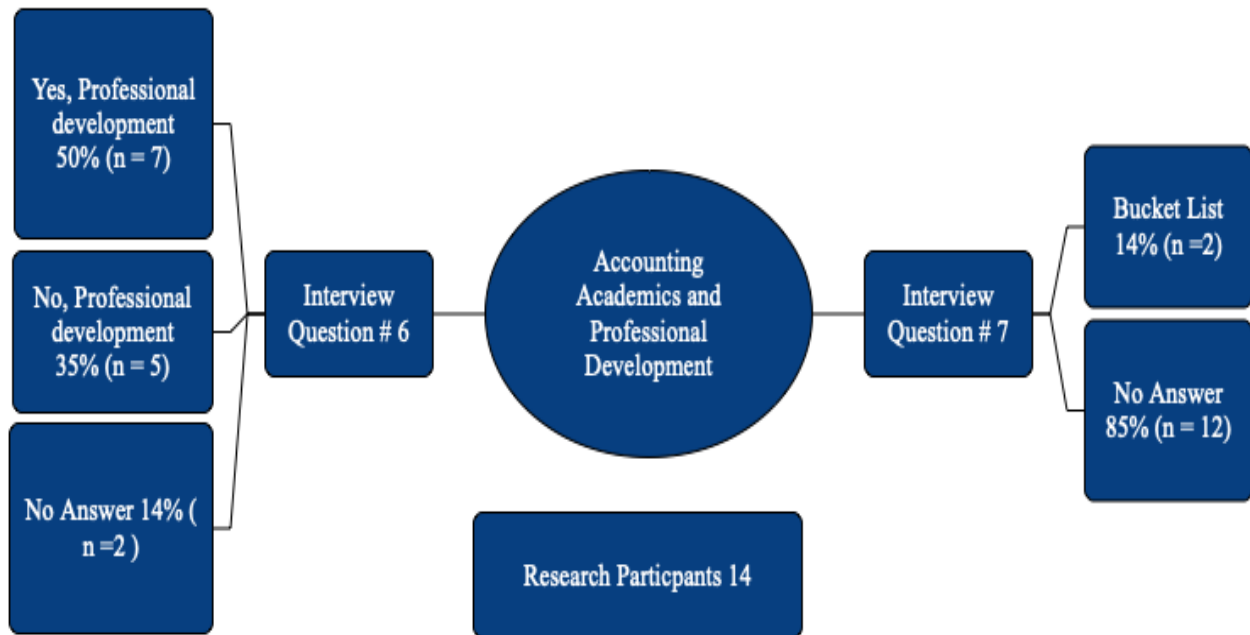 Yes, Professional
development
50% (n = 7)
No, Professional
development
35% (n = 5)
No Answer 14% (
n =2 )
Interview
Question # 6
Accounting
Academics and
Professional
Development
Research Particpants 14
Interview
Question # 7
Bucket List
14% (n =2)
No Answer
85% (n = 12)